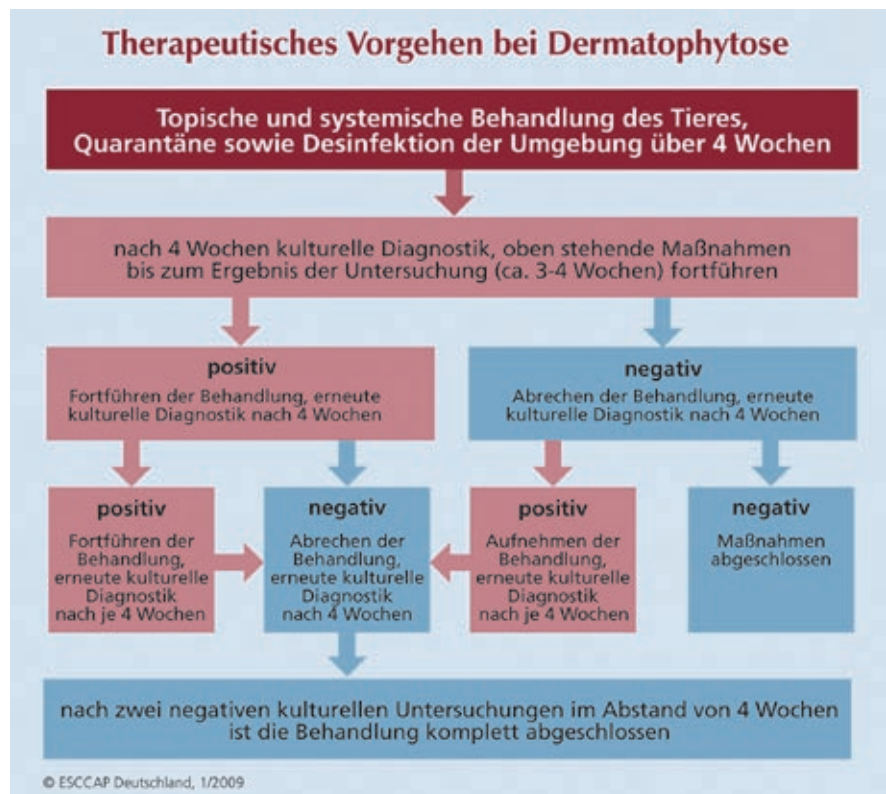 Therapeutisches Vorgehen bei Dermatophytose
Topische und systemische Behandlung des Tieres,
Quarantäne sowie Desinfektion der Umgebung über 4 Wochen
nach 4 Wochen kulturelle Diagnostik, oben stehende Maßnahmen
bis zum Ergebnis der Untersuchung (ca. 3-4 Wochen) fortführen
positiv
Fortführen der Behandlung, erneute
kulturelle Diagnostik nach 4 Wochen
negativ
Abrechen der Behandlung, erneute
kulturelle Diagnostik nach 4 Wochen
positiv
Fortführen der
Behandlung,
erneute kulturelle
Diagnostik
nach je 4 Wochen
negativ
Abrechen der
Behandlung,
erneute kulturelle
Diagnostik
nach 4 Wochen
positiv
Aufnehmen der
Behandlung,
erneute kulturelle
Diagnostik
nach je 4 Wochen
negativ
Maßnahmen
abgeschlossen
nach zwei negativen kulturellen Untersuchungen im Abstand von 4 Wochen
ist die Behandlung komplett abgeschlossen
© ESCCAP Deutschland, 1/2009